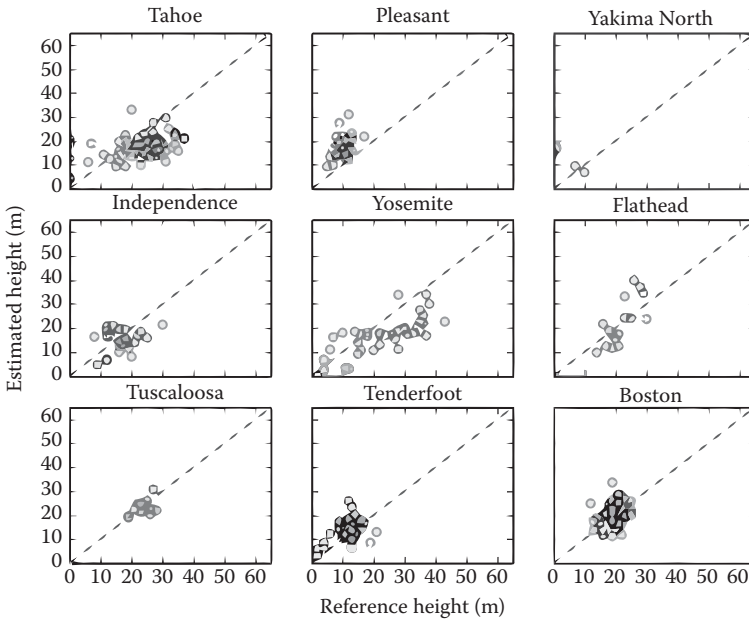 Tahoe
Pleasant
Yakima North
60
50
40
30
20
10
0
Independence
Yosemite
Flathead
60
50
40
30
20
10
0
Tuscaloosa
Tenderfoot
Boston
60
50
40
30
20
10
0
0 10 20 30 40 50 60
0 10 20 30 40 50 60
0 10 20 30 40 50 60
Estimated height (m)
Reference height (m)